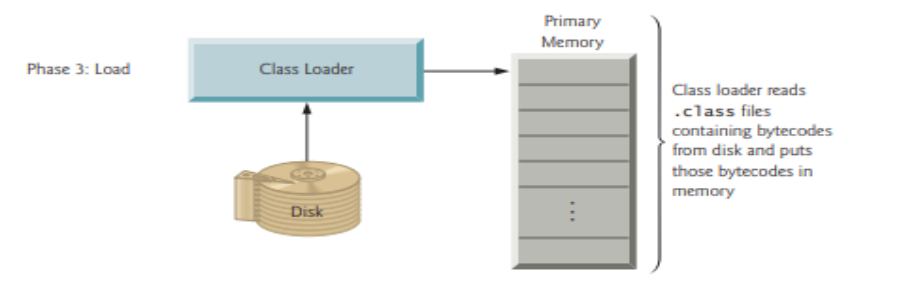 Phase 3: Load
Class Loader
Disk
Primary
Memory
Class loader reads
.class files
containing bytecodes
from disk and puts
those bytecodes in
memory